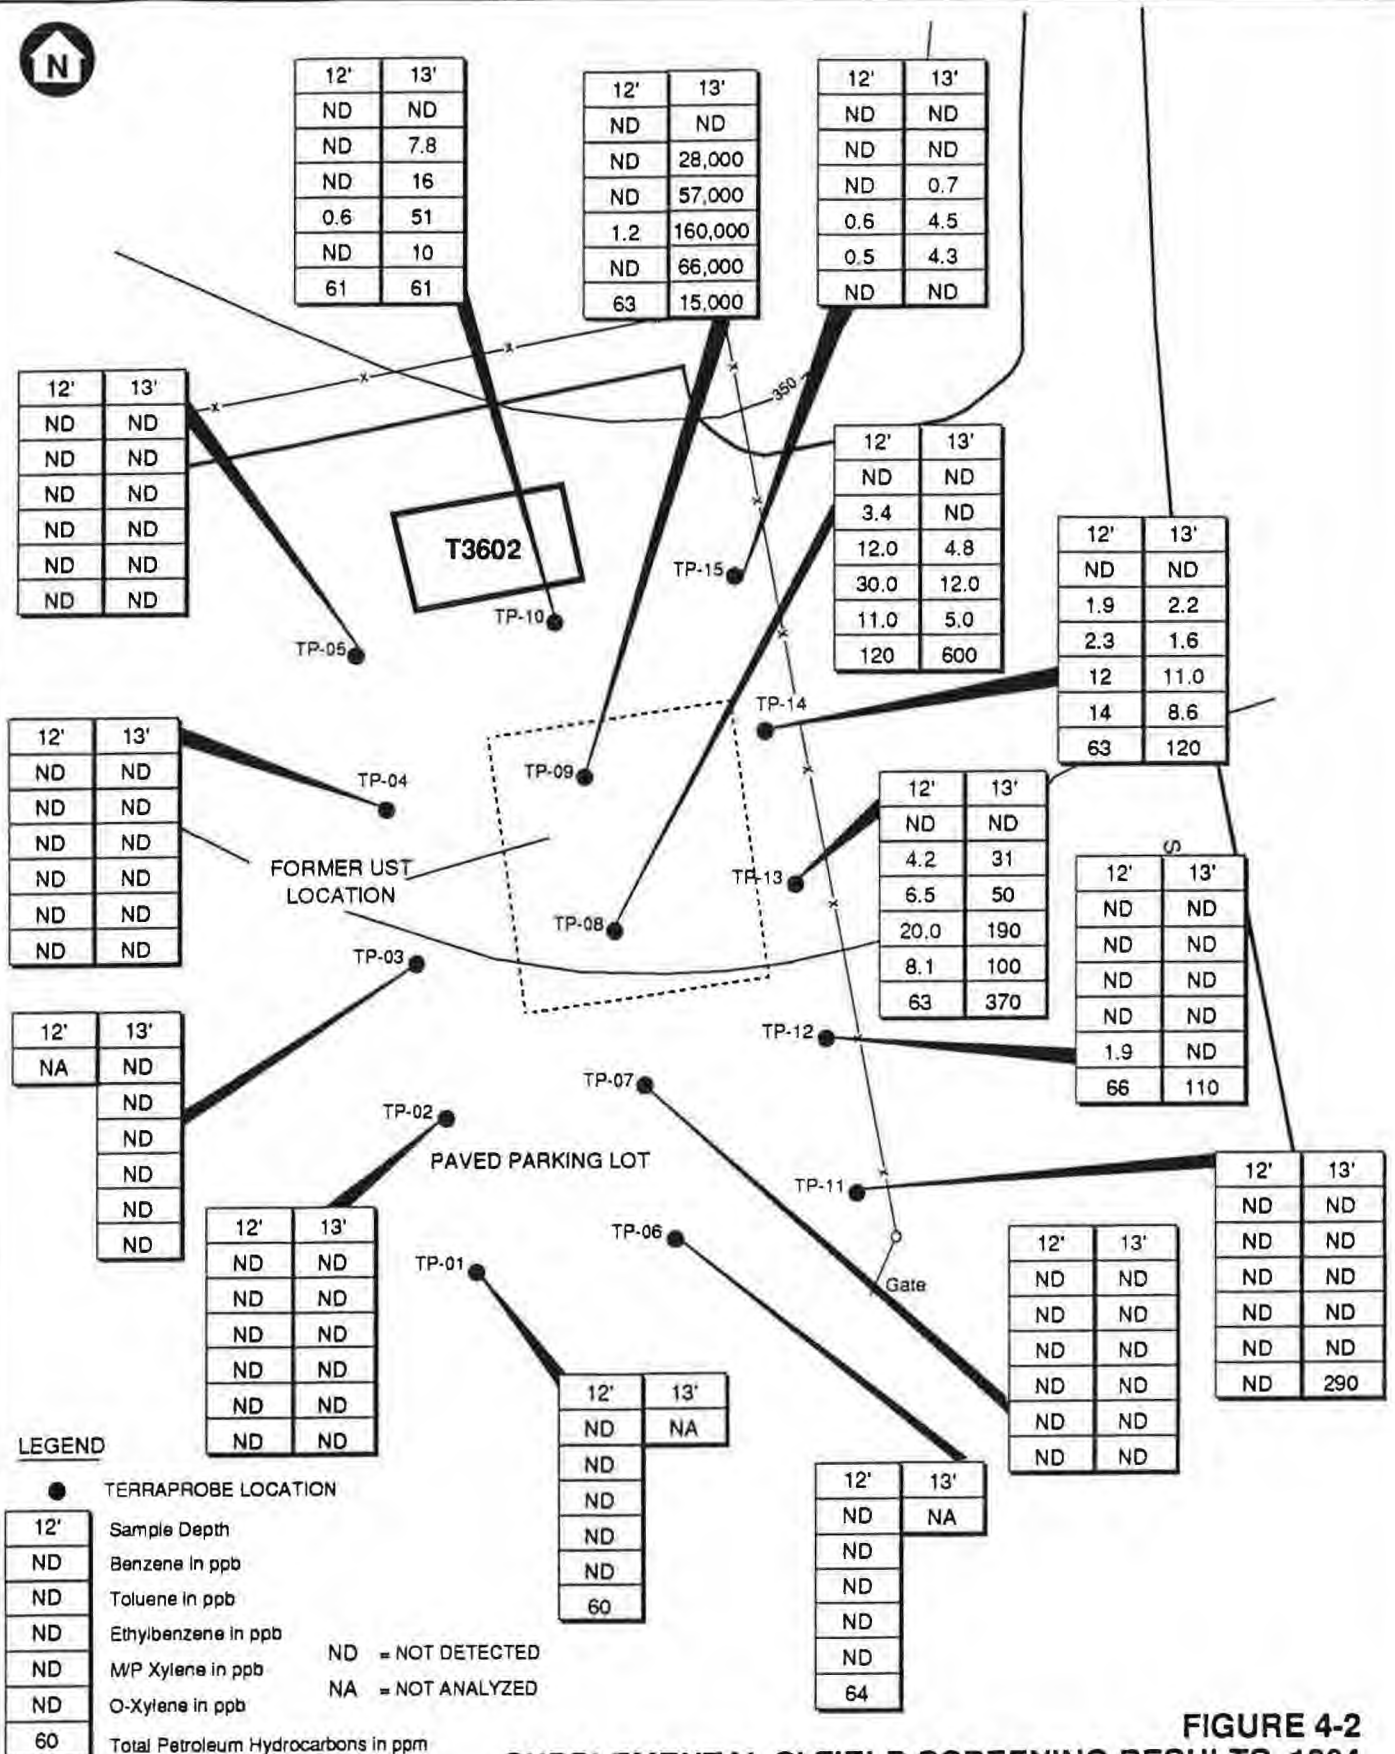 N
12' 13'
ND ND
ND 7.8
ND 16
0.6 51
ND 10
61 61
12' 13'
ND ND
ND 28,000
ND 57,000
1.2 160,000
ND 66,000
63 15,000
12' 13'
ND ND
ND ND
ND 0.7
0.6 4.5
0.5 4.3
ND ND
12' 13'
ND ND
ND ND
ND ND
ND ND
ND ND
ND ND
x
x
x
x
350
12' 13'
ND ND
3.4 ND
12.0 4.8
30.0 12.0
11.0 5.0
120 600
x
T3602
TP-15
TP-10
TP-05
x
12' 13'
ND ND
1.9 2.2
2.3 1.6
12 11.0
14 8.6
63 120
TP-14
12' 13'
ND ND
ND ND
ND ND
ND ND
ND ND
ND ND
TP-04
TP-09
x
12' 13'
ND ND
4.2 31
6.5 50
20.0 190
8.1 100
63 370
FORMER UST
LOCATION
TP-13
x
TP-08
TP-03
S
12' 13'
ND ND
ND ND
ND ND
ND ND
1.9 ND
66 110
12' 13'
NA ND
ND
ND
ND
ND
ND
TP-12
x
TP-07
TP-02
PAVED PARKING LOT
x
TP-11
12' 13'
ND ND
ND ND
ND ND
ND ND
ND ND
ND 290
12' 13'
ND ND
ND ND
ND ND
ND ND
ND ND
ND ND
TP-01
TP-06
Gate
12' 13'
ND ND
ND ND
ND ND
ND ND
ND ND
ND ND
12' 13'
ND NA
ND
ND
ND
ND
60
12' 13'
ND NA
ND
ND
ND
ND
64
LEGEND
TERRAPROBE LOCATION
12' Sample Depth
ND Benzene in ppb
ND Toluene in ppb
ND Ethylbenzene in ppb
ND M/P Xylene in ppb
ND O-Xylene in ppb
60 Total Petroleum Hydrocarbons in ppm
ND = NOT DETECTED
NA = NOT ANALYZED
FIGURE 4-2